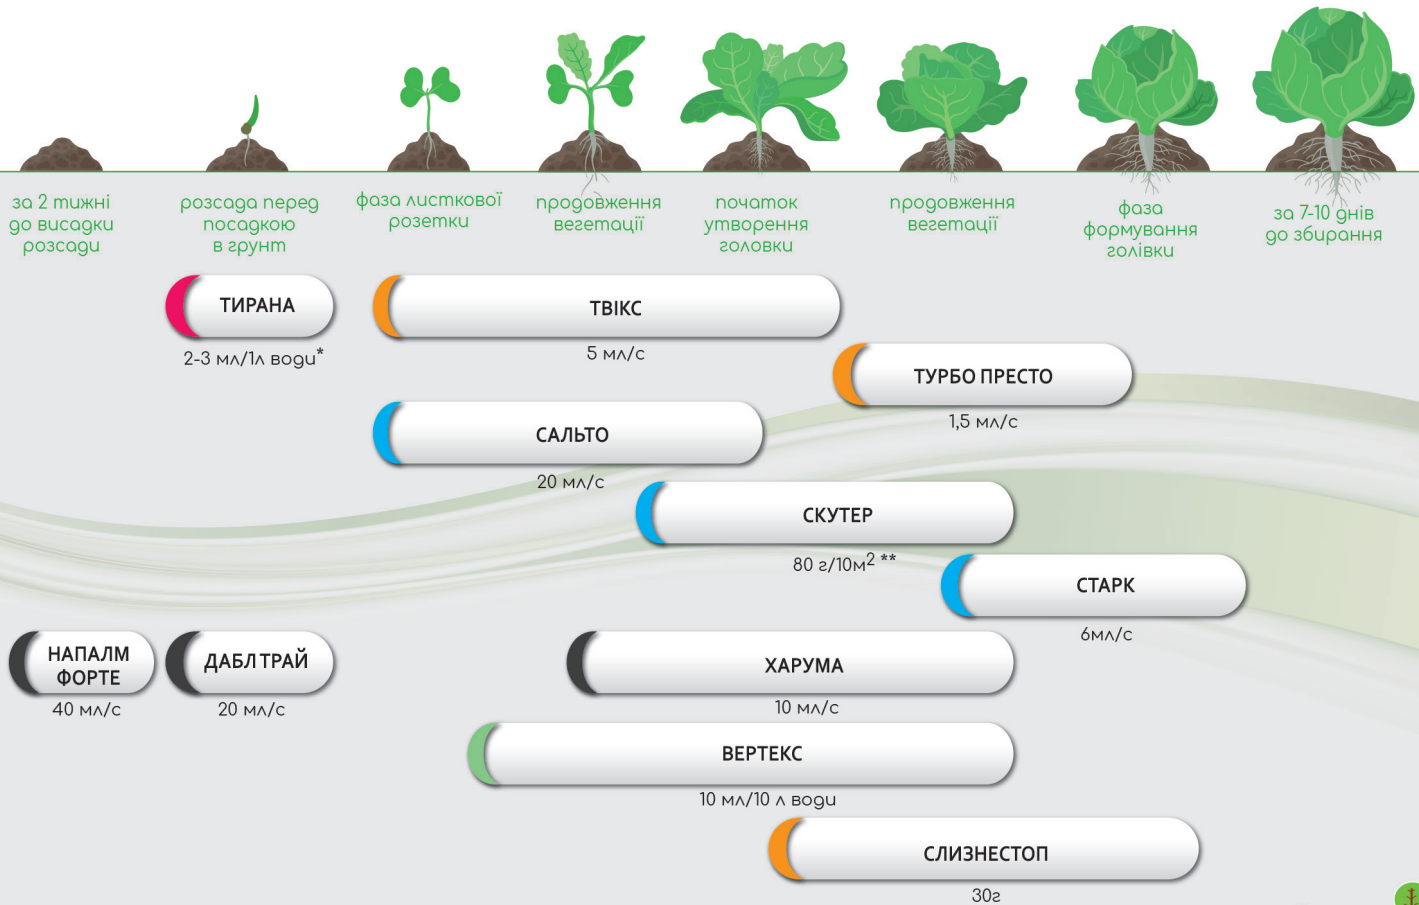 за 2 тижні
до висадки
розсади
розсада перед
посадкою
в грунт
фаза листкової
розетки
продовження
вегетації
початок
утворення
головки
продовження
вегетації
фаза
формування
голівки
за 7-10 днів
до збирання
ТИРАНА
2-3 мл/1л води*
ТВІКС
5 мл/с
ТУРБО ПРЕСТО
1,5 мл/с
САЛЬТО
20 мл/с
СКУТЕР
80 г/10м² **
СТАРК
6мл/с
НАПАЛМ
ФОРТЕ
40 мл/с
ДАБЛ ТРАЙ
20 мл/с
ХАРУМА
10 мл/с
ВЕРТЕКС
10 мл/10 л води
СЛИЗНЕСТОП
30г